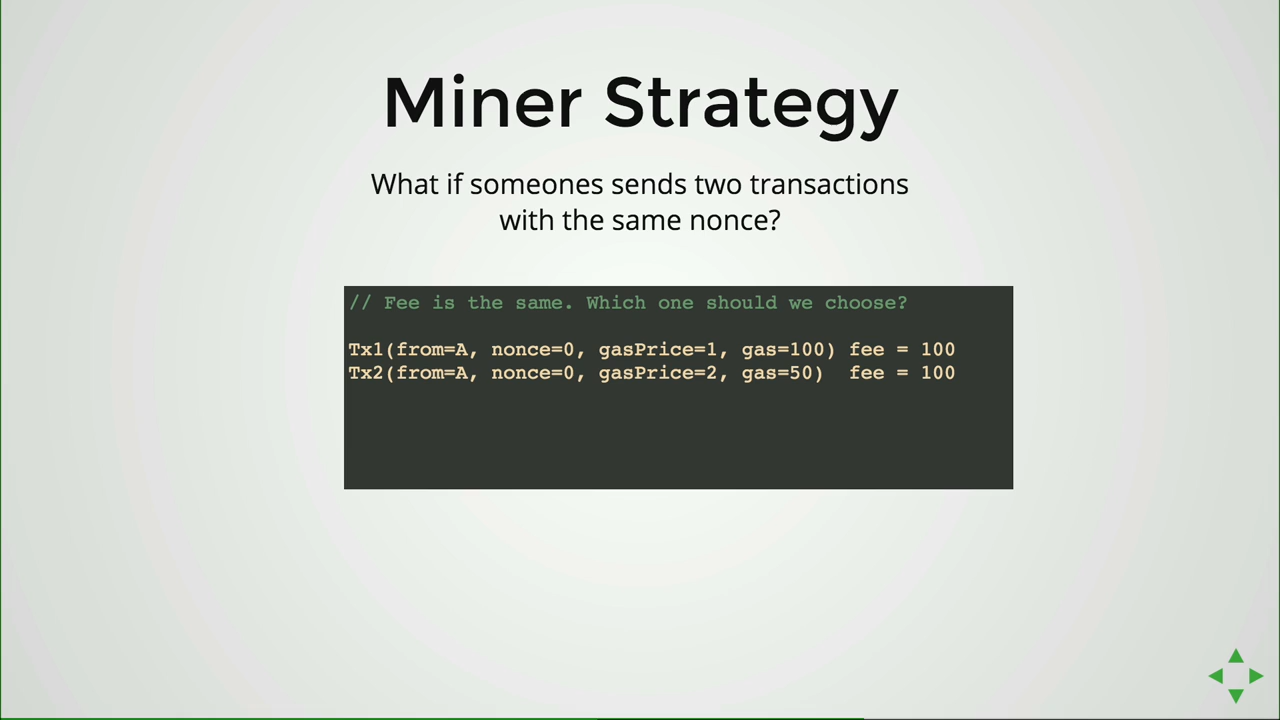 Miner Strategy
What if someones sends two transactions
with the same nonce?
// Fee is the same. Which one should we choose?
Tx1(from=A, nonce=0, gasPrice=1, gas=100) fee = 100
Tx2(from=A, nonce=0, gasPrice=2, gas=50)  fee = 100